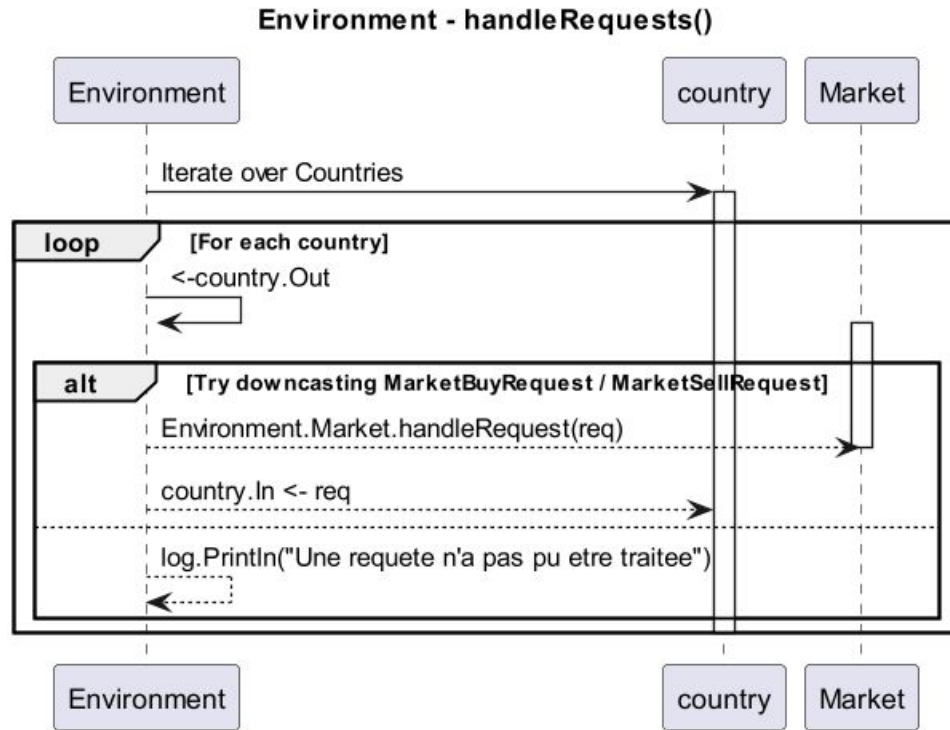 Environment - handleRequests()
Environment
country
Market
Iterate over Countries
loop
[For each country]
<-country.Out
alt
[Try downcasting MarketBuyRequest / MarketSellRequest]
Environment.Market.handleRequest(req)
country.In <- req
log.Println("Une requete n'a pas pu etre traitee")
Environment
country
Market